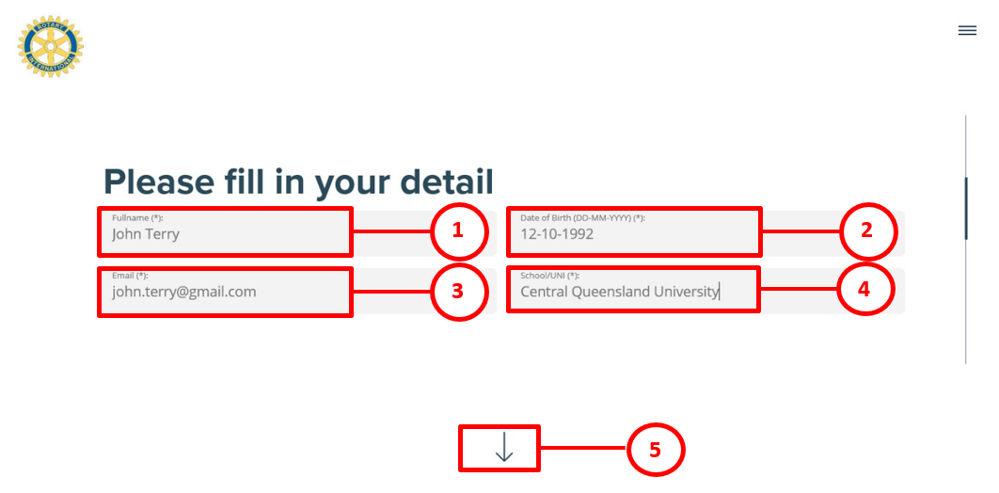 ROTARY
INTERNATIONAL
Please fill in your detail
Fullname (*):
John Terry
1
Date of Birth (DD-MM-YYYY) (*):
12-10-1992
2
Email (*):
john.terry@gmail.com
3
School/UNI (*):
Central Queensland University
4
5